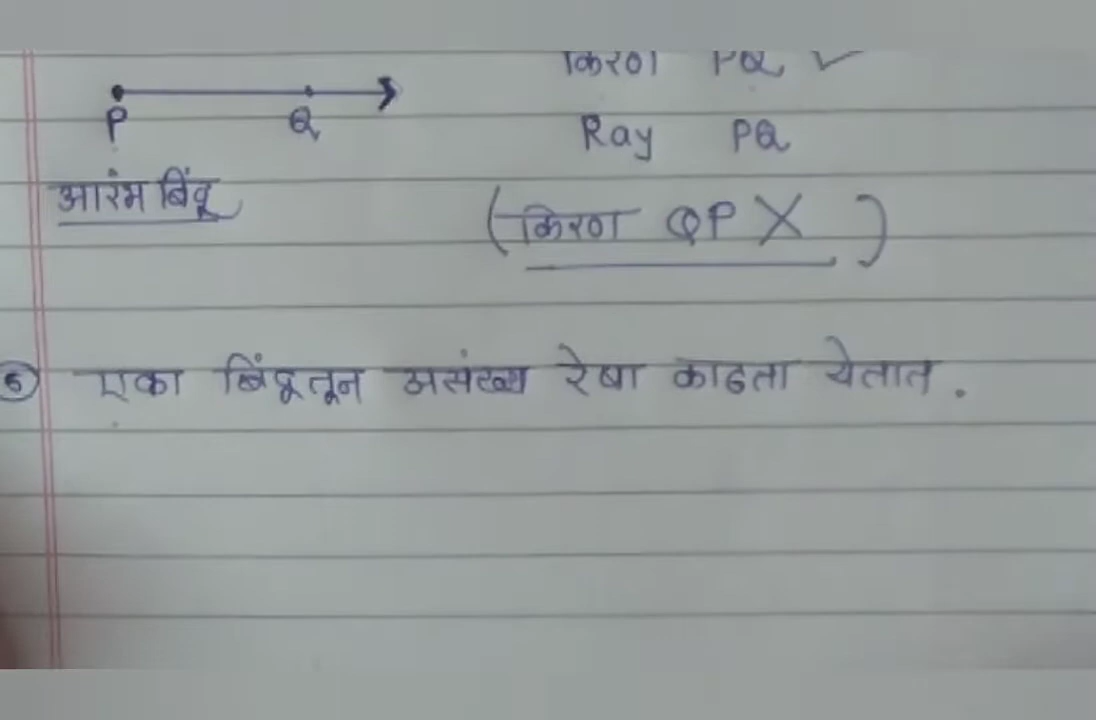 किरण PQ ✓
P Q
Ray PQ
आरंभ बिंदू
(किरण QP X)
5 एका बिंदूतून असंख्य रेषा काढता येतात.